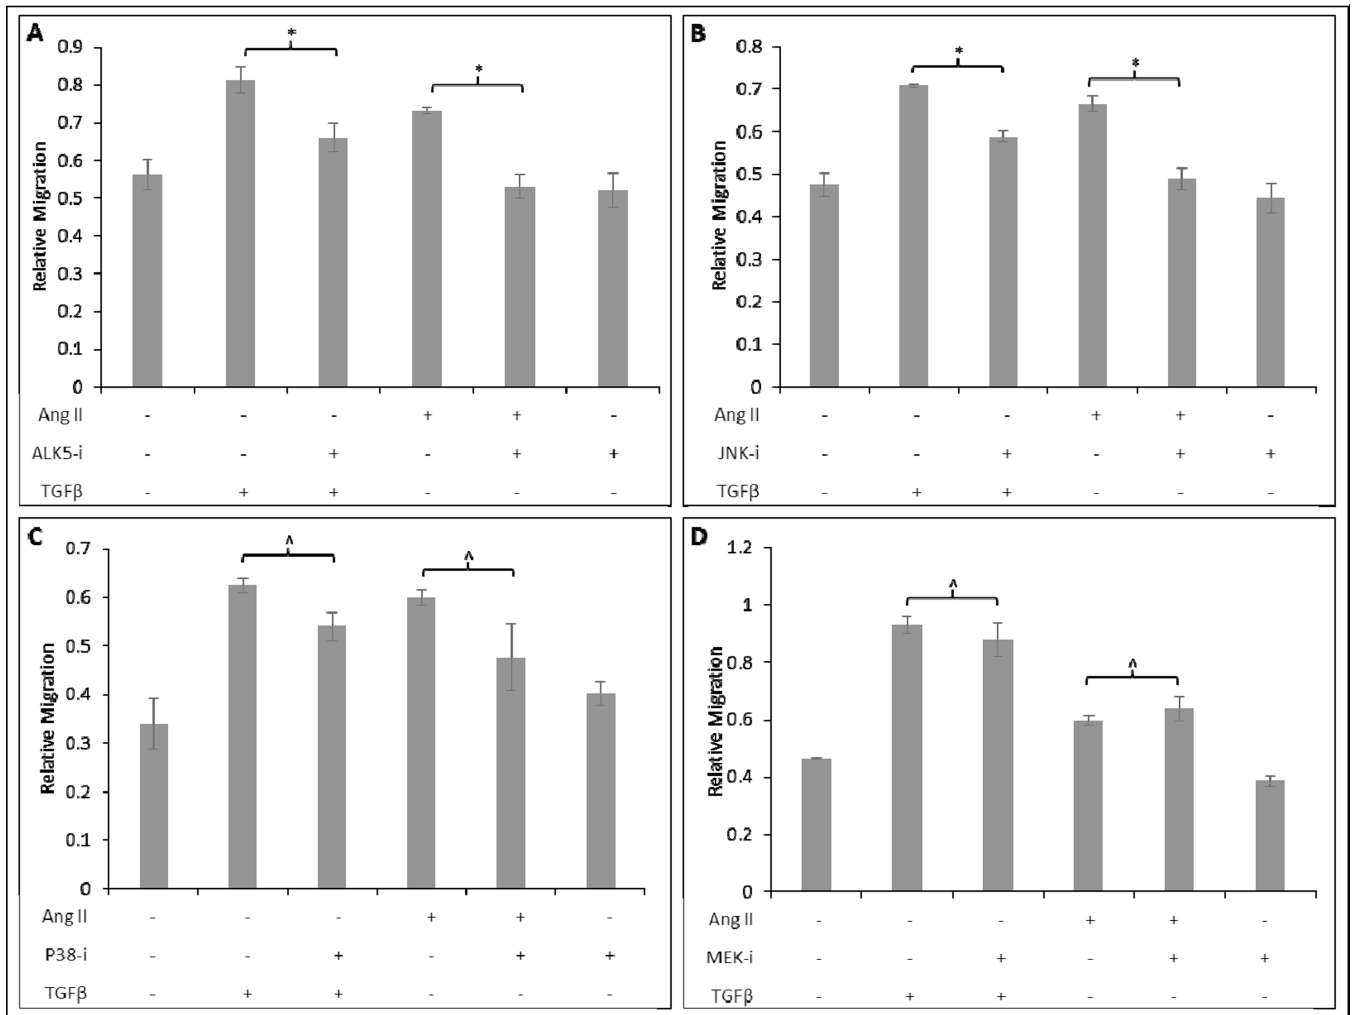 A
0.9
0.8
0.7
0.6
0.5
0.4
0.3
0.2
0.1
0
Relative Migration
*
*
Ang II - - - + + -
ALK5-i - - + - + +
TGFβ - + + - - -
B
0.8
0.7
0.6
0.5
0.4
0.3
0.2
0.1
0
Relative Migration
*
*
Ang II - - - + + -
JNK-i - - + - + +
TGFβ - + + - - -
C
0.7
0.6
0.5
0.4
0.3
0.2
0.1
0
Relative Migration
^
^
Ang II - - - + + -
P38-i - - + - + +
TGFβ - + + - - -
D
1.2
1
0.8
0.6
0.4
0.2
0
Relative Migration
^
^
Ang II - - - + + -
MEK-i - - + - + +
TGFβ - + + - - -